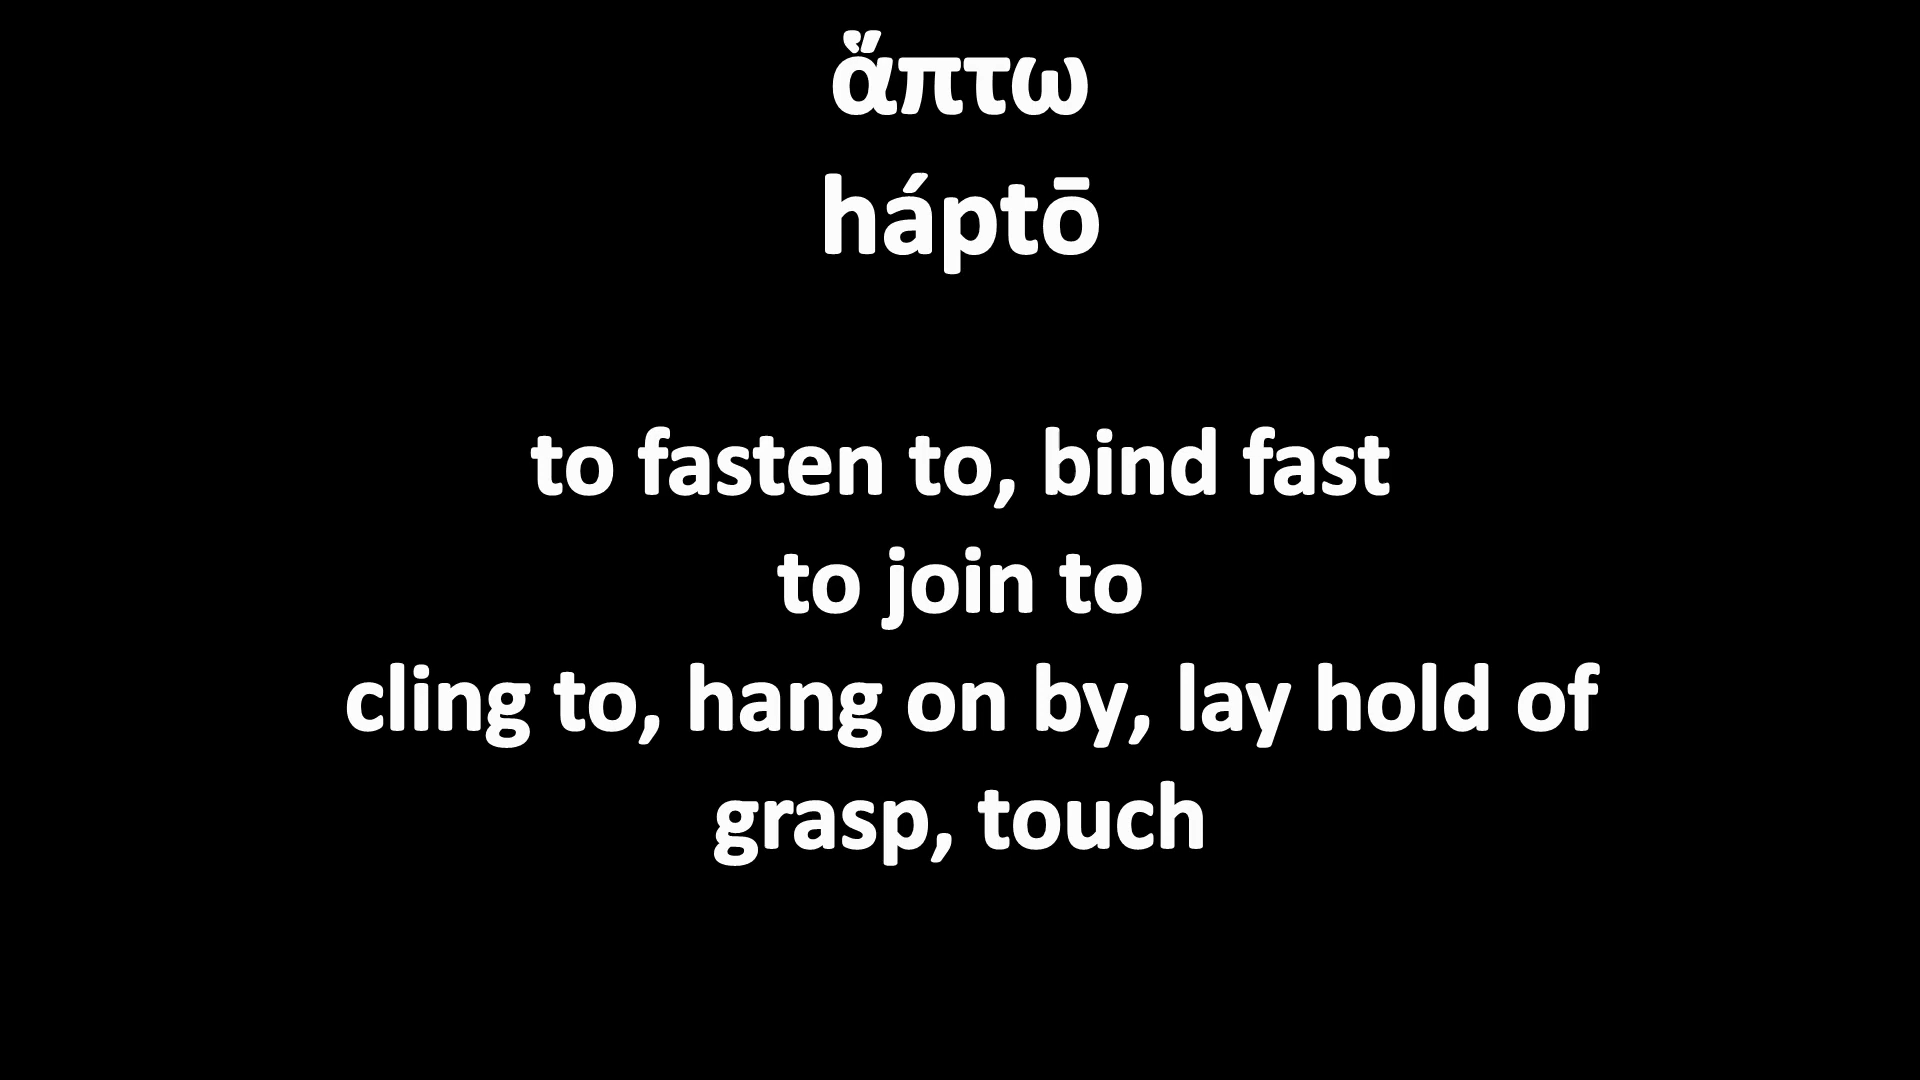 ἅπτω
háptō
to fasten to, bind fast
to join to
cling to, hang on by, lay hold of
grasp, touch